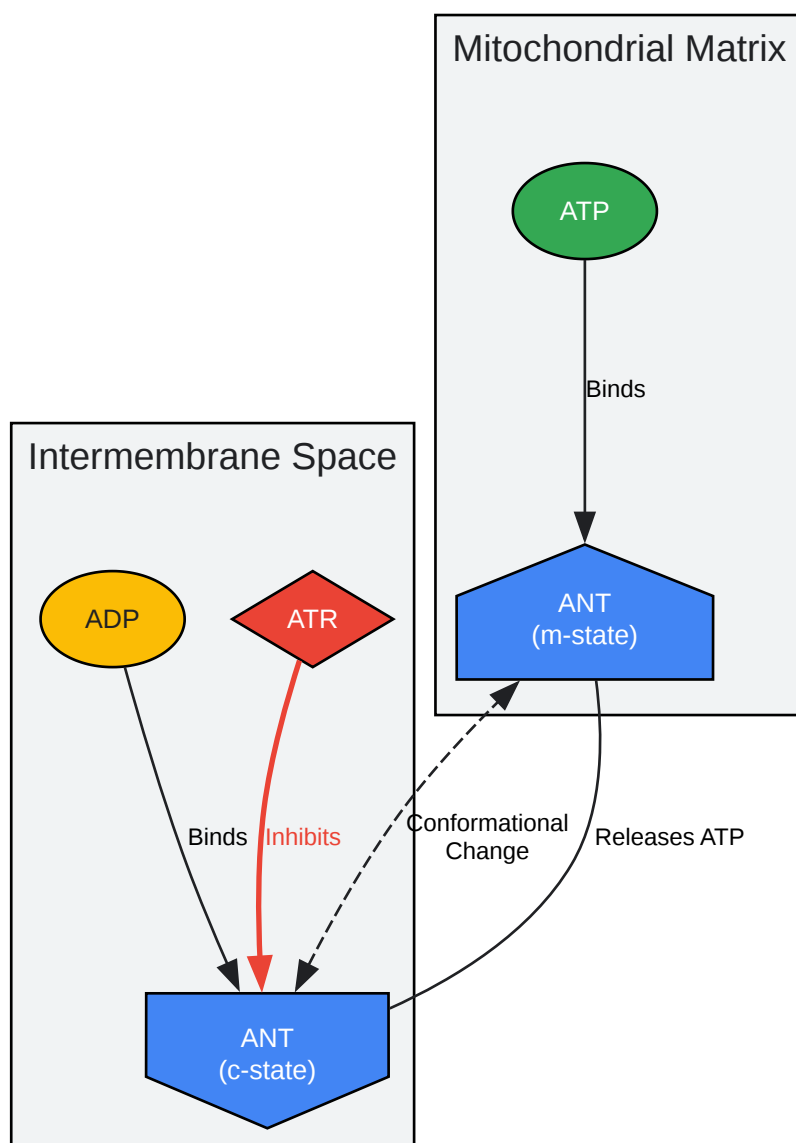 Mitochondrial Matrix
ATP
Binds
Intermembrane Space
ADP
ATR
ANT
(m-state)
Binds
Inhibits
Conformational
Change
Releases ATP
ANT
(c-state)